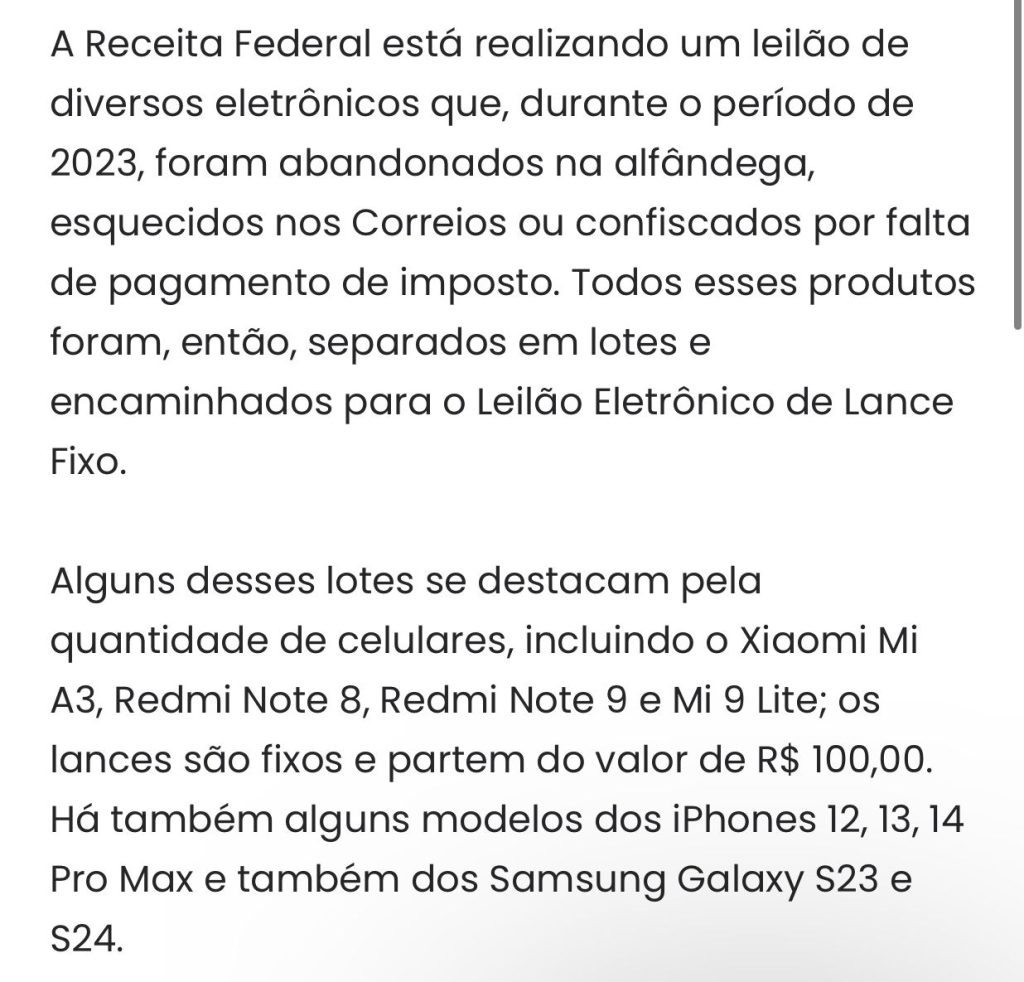 A Receita Federal está realizando um leilão de
diversos eletrônicos que, durante o período de
2023, foram abandonados na alfândega,
esquecidos nos Correios ou confiscados por falta
de pagamento de imposto. Todos esses produtos
foram, então, separados em lotes e
encaminhados para o Leilão Eletrônico de Lance
Fixo.
Alguns desses lotes se destacam pela
quantidade de celulares, incluindo o Xiaomi Mi
A3, Redmi Note 8, Redmi Note 9 e Mi 9 Lite; os
lances são fixos e partem do valor de R$ 100,00.
Há também alguns modelos dos iPhones 12, 13, 14
Pro Max e também dos Samsung Galaxy S23 e
S24.